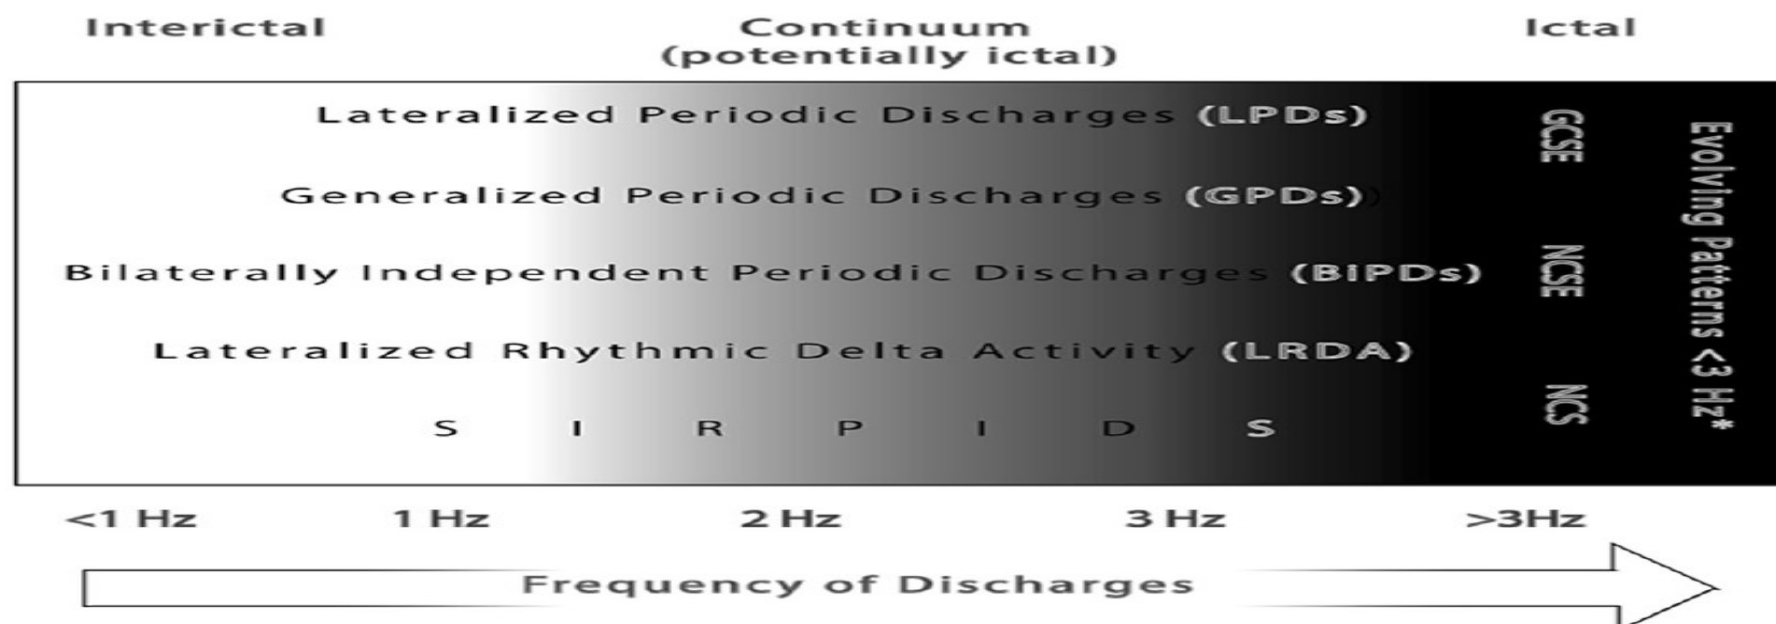 Interictal
Continuum
(potentially ictal)
Ictal
Lateralized Periodic Discharges (LPDs)
Generalized Periodic Discharges (GPDs)
Bilaterally Independent Periodic Discharges (BiPDs)
Lateralized Rhythmic Delta Activity (LRDA)
S I R P I D S
GCSE
NCSE
NCS
Evolving Patterns <3 Hz*
<1 Hz 1 Hz 2 Hz 3 Hz >3Hz
Frequency of Discharges